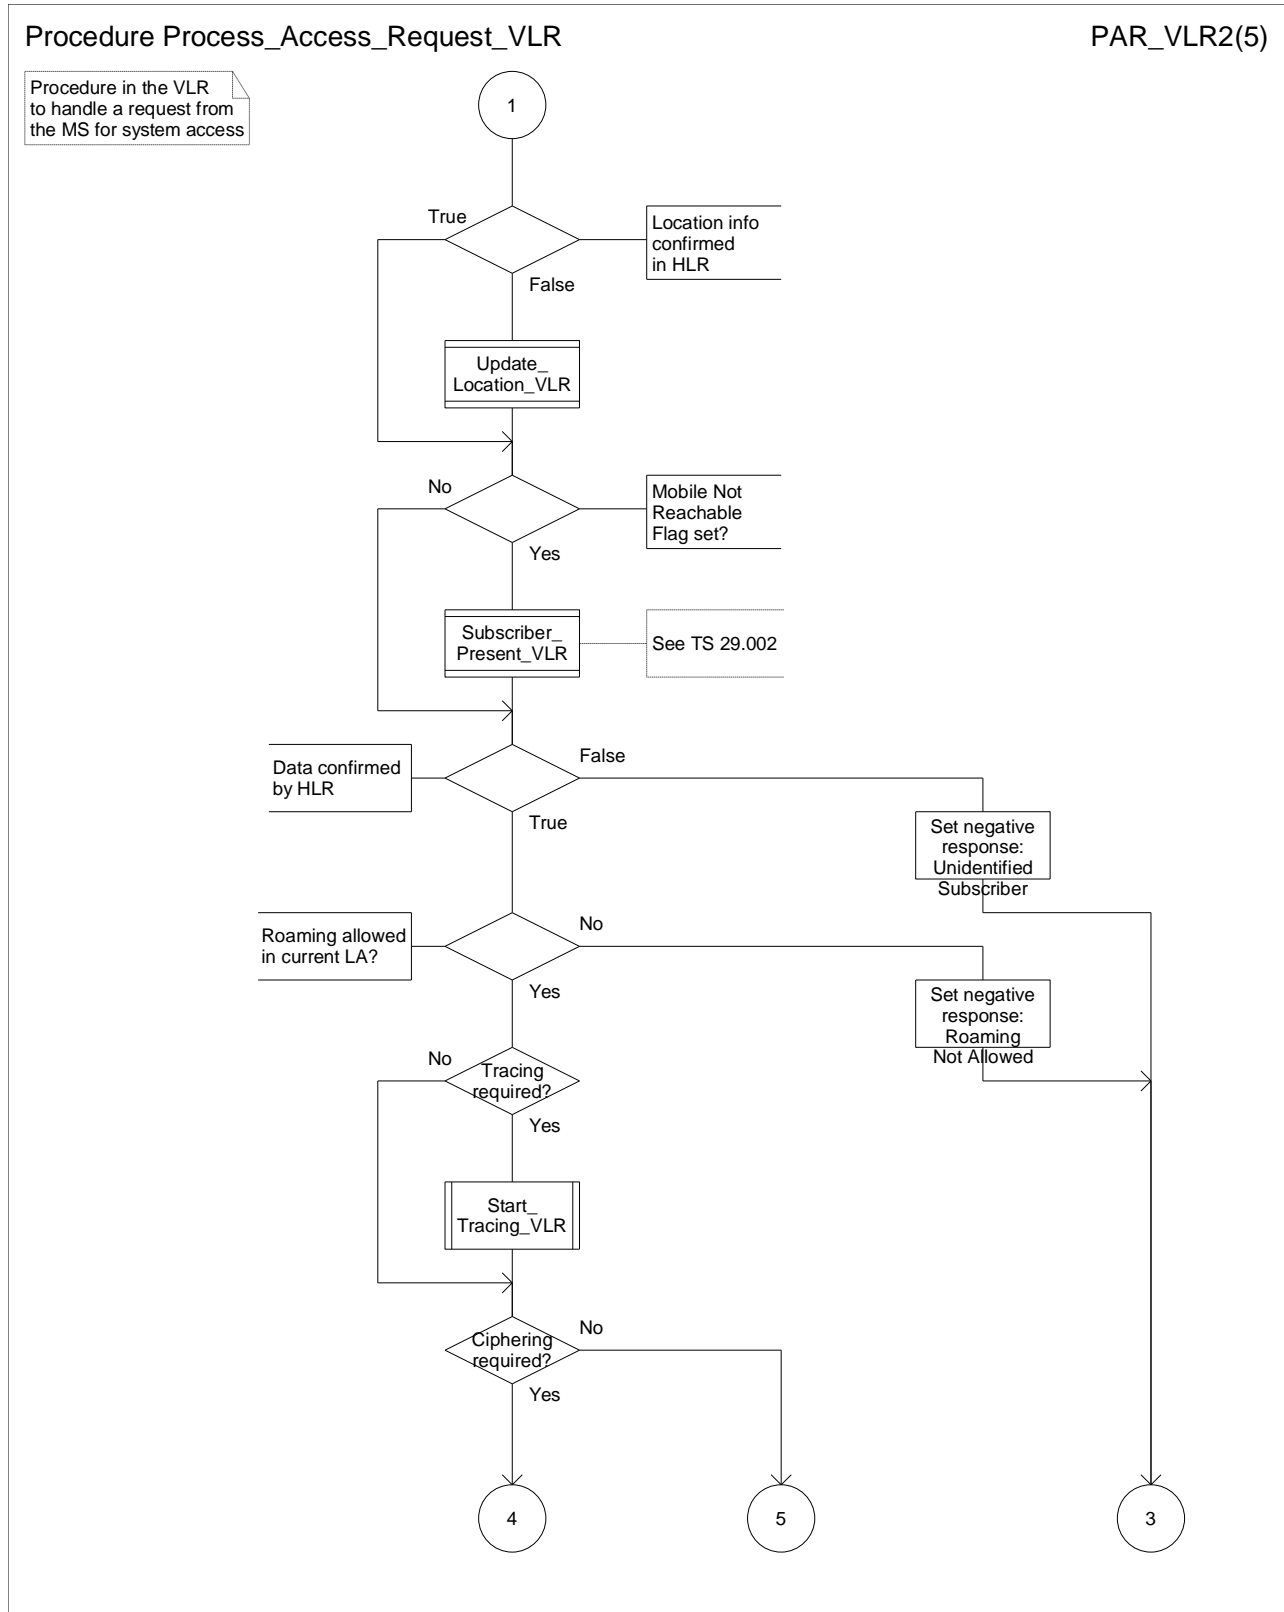 Procedure Process_Access_Request_VLR
PAR_VLR2(5)
Procedure in the VLR
to handle a request from
the MS for system access
1
True
Location info
confirmed
in HLR
False
Update_
Location_VLR
No
Mobile Not
Reachable
Flag set?
Yes
Subscriber_
Present_VLR
See TS 29.002
Data confirmed
by HLR
False
True
Set negative
response:
Unidentified
Subscriber
Roaming allowed
in current LA?
No
Yes
Set negative
response:
Roaming
Not Allowed
No
Tracing
required?
Yes
Start_
Tracing_VLR
Ciphering
required?
No
Yes
4
5
3